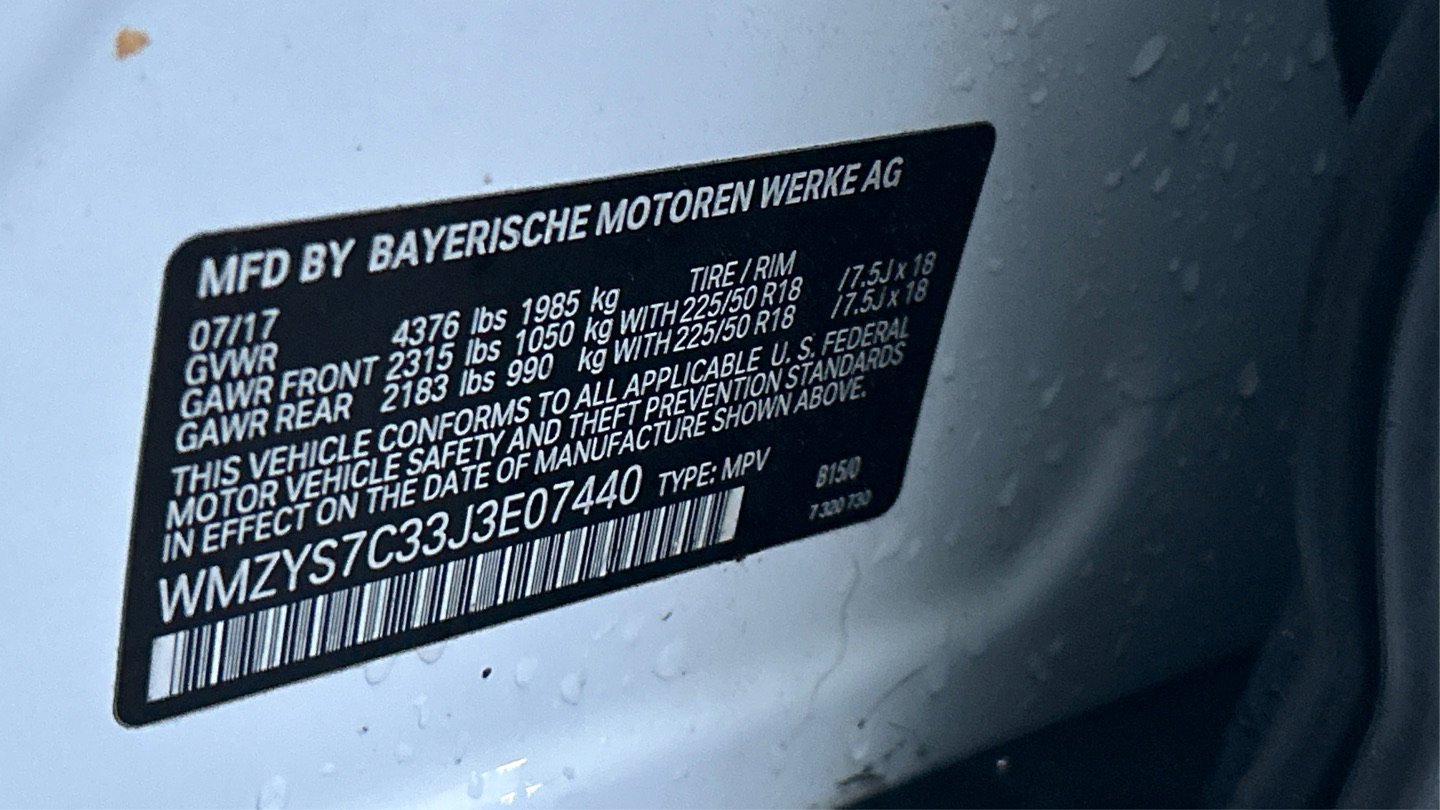 MFD BY BAYERISCHE MOTOREN WERKE AG
07/17 TIRE / RIM
GVWR 4376 lbs 1985 kg
GAWR FRONT 2315 lbs 1050 kg WITH 225/50 R18 /7.5J x 18
GAWR REAR 2183 lbs 990 kg WITH 225/50 R18 /7.5J x 18
THIS VEHICLE CONFORMS TO ALL APPLICABLE U. S. FEDERAL
MOTOR VEHICLE SAFETY AND THEFT PREVENTION STANDARDS
IN EFFECT ON THE DATE OF MANUFACTURE SHOWN ABOVE.
WMZYS7C33J3E07440 TYPE: MPV B15/0
7 320 730